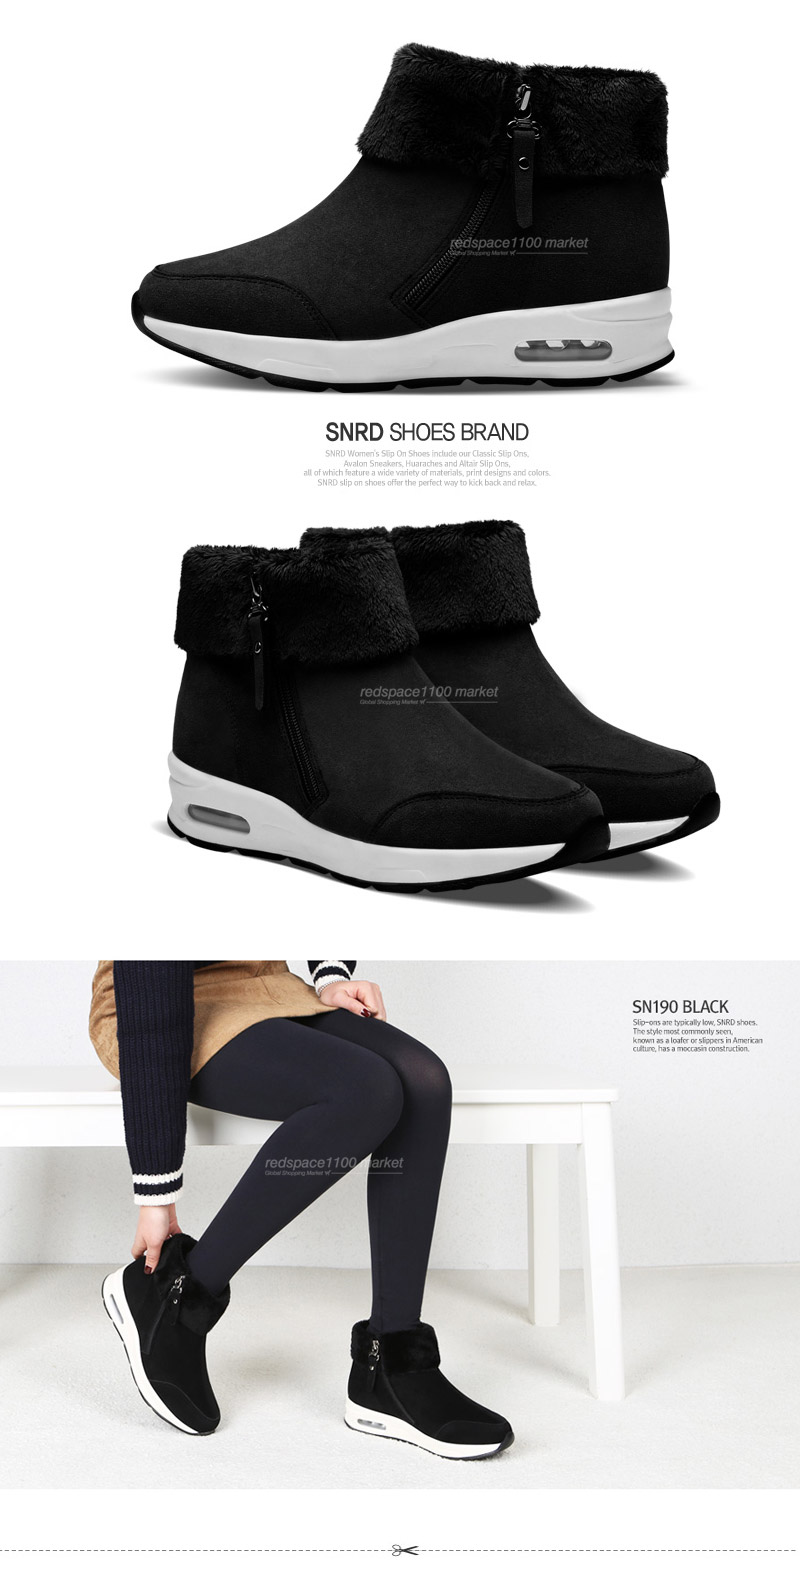 redspace1100 market
Global Shopping Market
SNRD SHOES BRAND
SNRD Women's Slip On Shoes include our Classic Slip Ons,
Avalon Sneakers, Huaraches and Altair Slip Ons,
all of which feature a wide variety of materials, print designs and colors.
SNRD slip on shoes offer the perfect way to kick back and relax.
redspace1100 market
Global Shopping Market
SN190 BLACK
Slip-ons are typically low, SNRD shoes.
The style most commonly seen,
known as a loafer or slippers in American
culture, has a moccasin construction.
redspace1100 market
Global Shopping Market